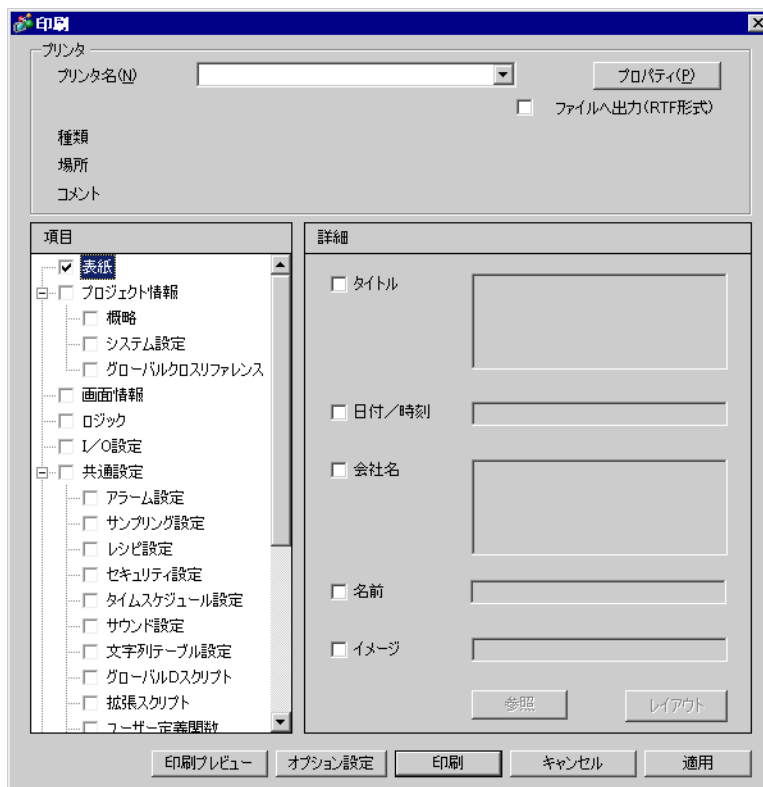 印刷
プリンタ
プリンタ名(N)
プロパティ(P)
ファイルへ出力(RTF形式)
種類
場所
コメント
項目
表紙
プロジェクト情報
概略
システム設定
グローバルクロスリファレンス
画面情報
ロジック
I/O設定
共通設定
アラーム設定
サンプリング設定
レシピ設定
セキュリティ設定
タイムスケジュール設定
サウンド設定
文字列テーブル設定
グローバルDスクリプト
拡張スクリプト
ユーザー定義関数
詳細
タイトル
日付/時刻
会社名
名前
イメージ
参照
レイアウト
印刷プレビュー
オプション設定
印刷
キャンセル
適用